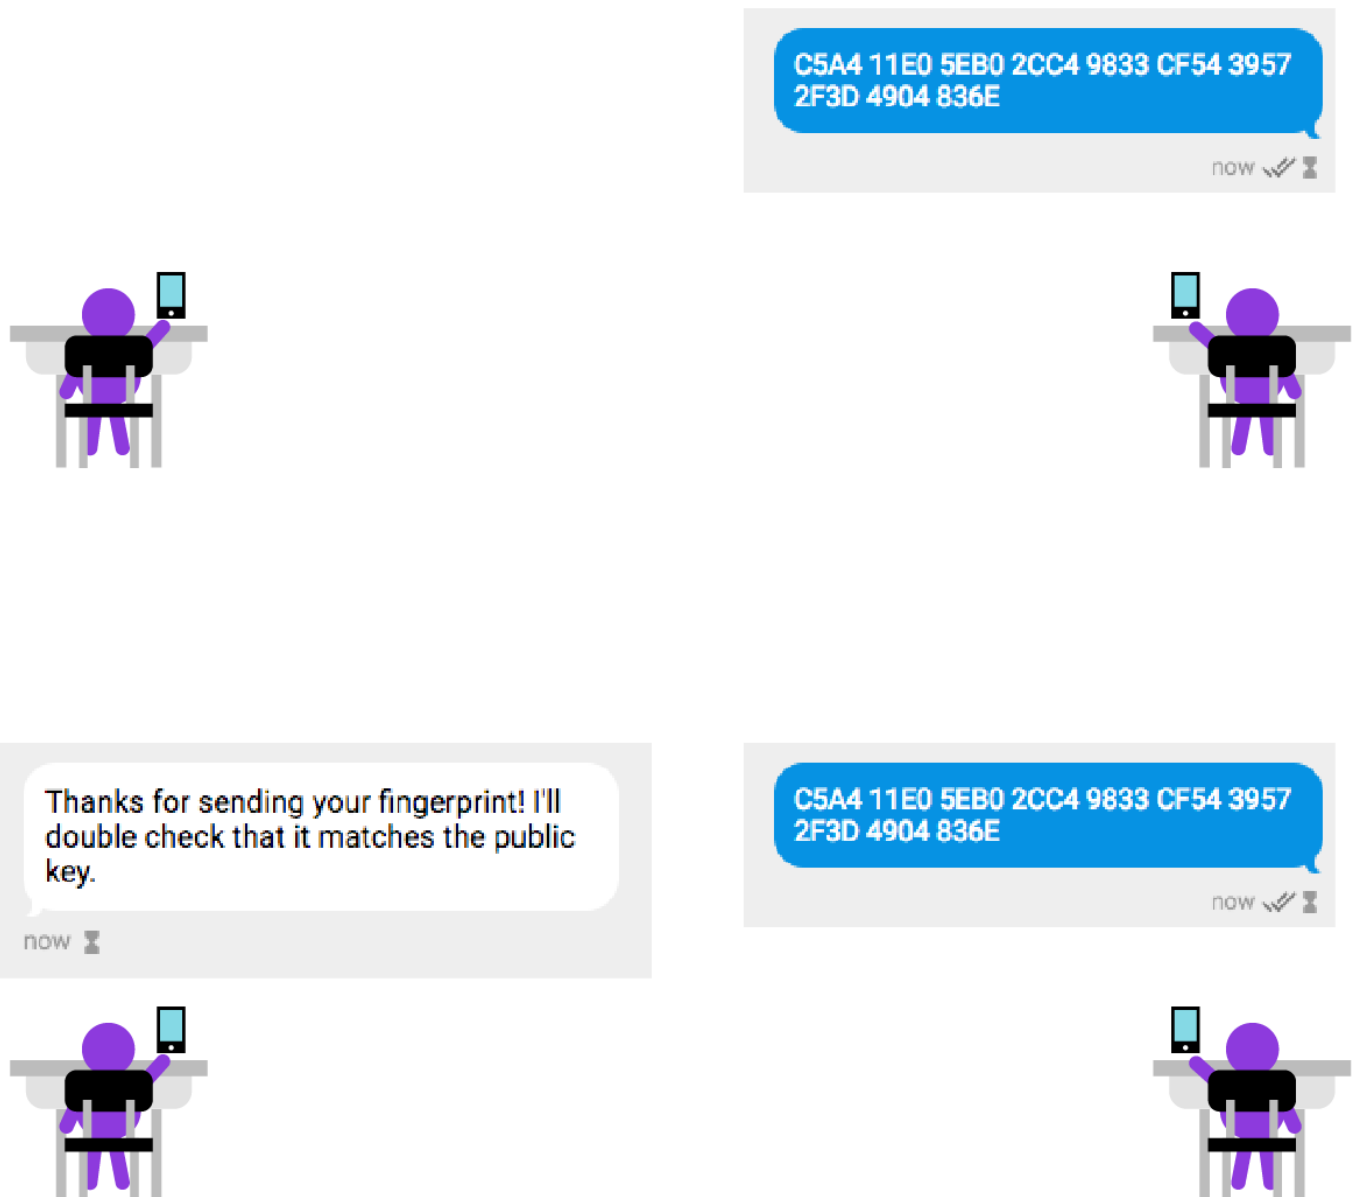 C5A4 11E0 5EB0 2CC4 9833 CF54 3957
2F3D 4904 836E
now
Thanks for sending your fingerprint! I'll
double check that it matches the public
key.
now
C5A4 11E0 5EB0 2CC4 9833 CF54 3957
2F3D 4904 836E
now